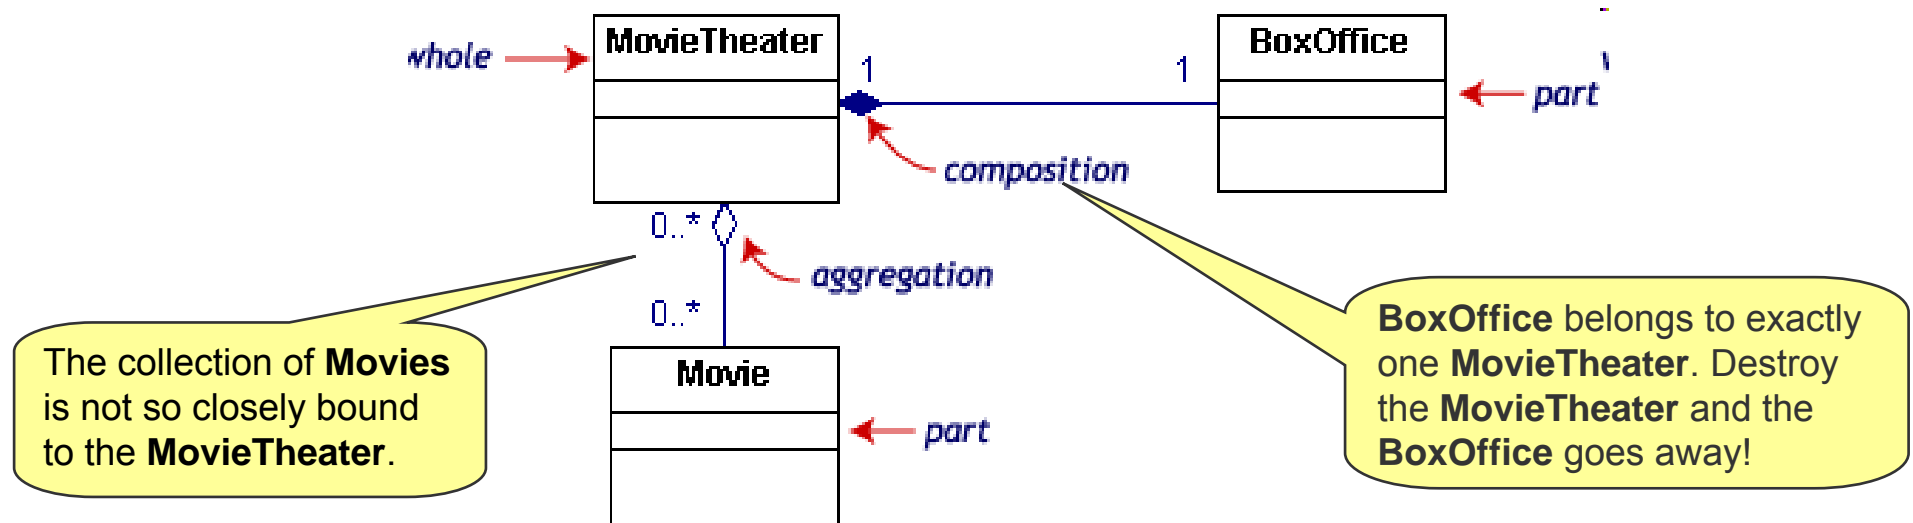 whole
MovieTheater
BoxOffice
1
1
part
composition
0..*
aggregation
0..*
The collection of Movies
is not so closely bound
to the MovieTheater.
BoxOffice belongs to exactly
one MovieTheater. Destroy
the MovieTheater and the
BoxOffice goes away!
Movie
part